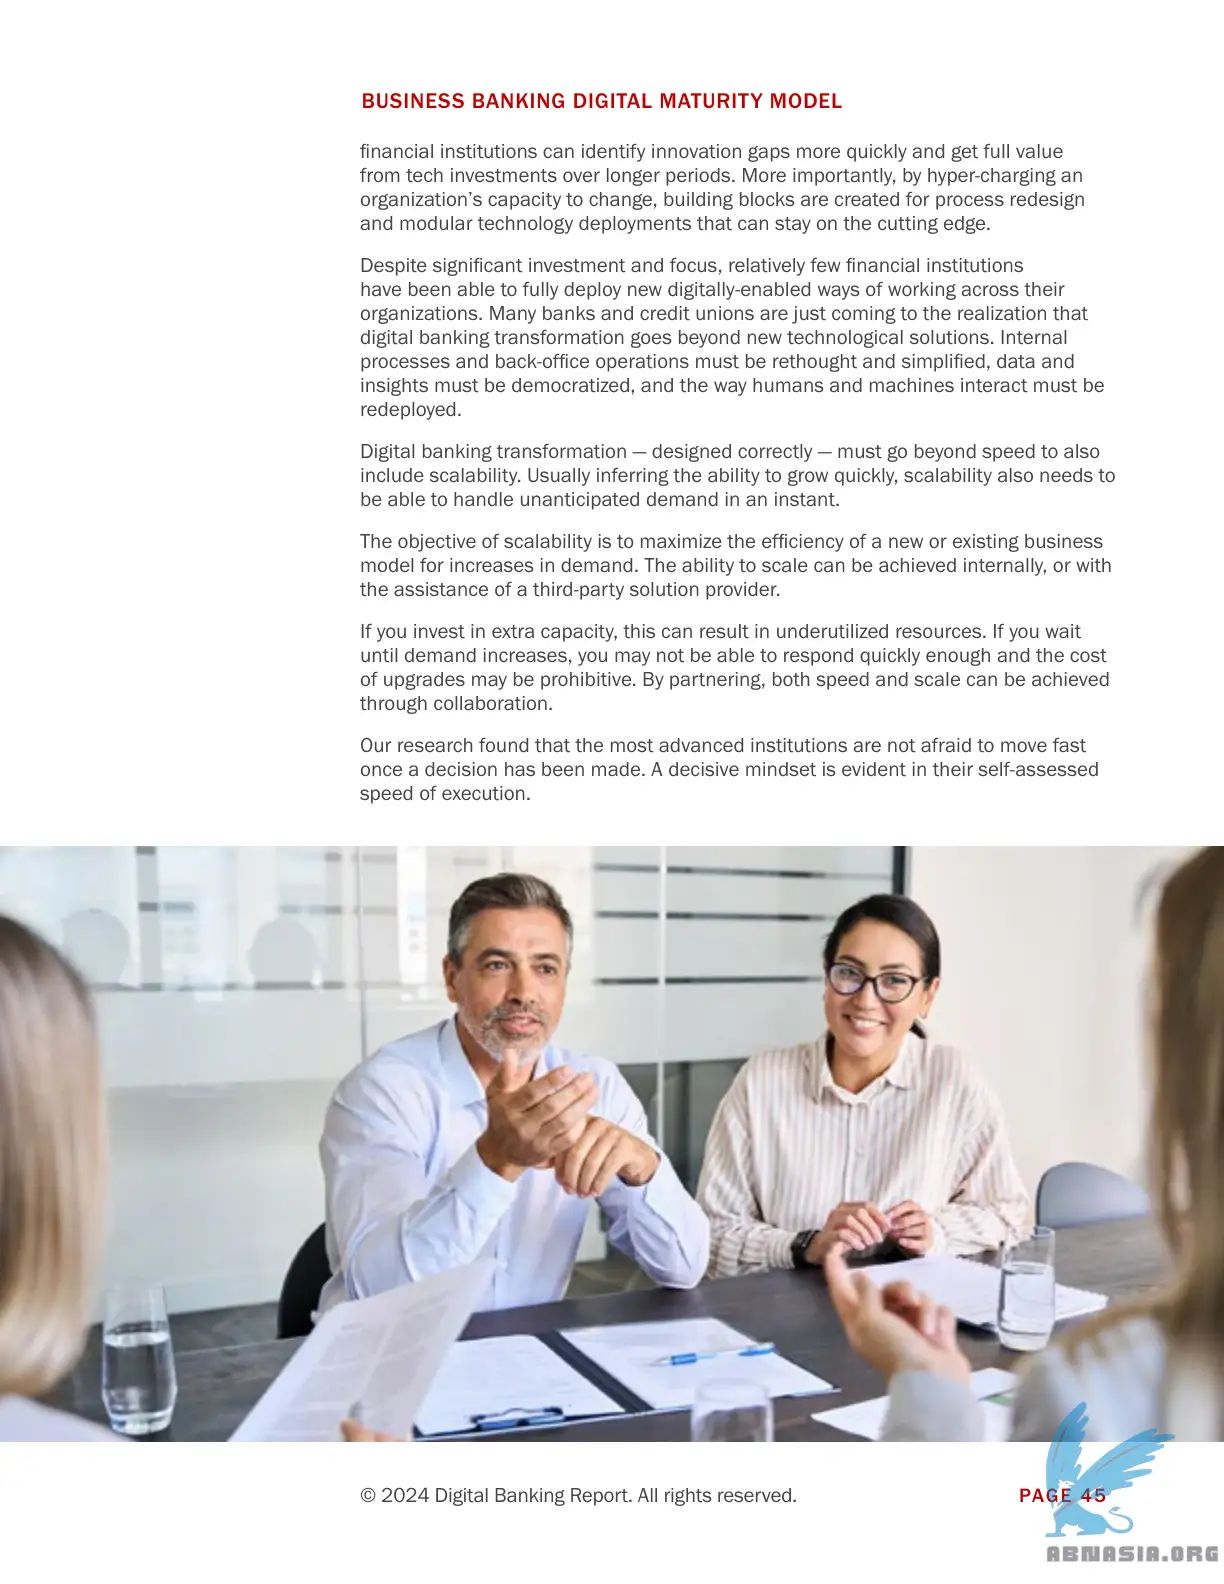 BUSINESS BANKING DIGITAL MATURITY MODEL
financial institutions can identify innovation gaps more quickly and get full value
from tech investments over longer periods. More importantly, by hyper-charging an
organization’s capacity to change, building blocks are created for process redesign
and modular technology deployments that can stay on the cutting edge.
Despite significant investment and focus, relatively few financial institutions
have been able to fully deploy new digitally-enabled ways of working across their
organizations. Many banks and credit unions are just coming to the realization that
digital banking transformation goes beyond new technological solutions. Internal
processes and back-office operations must be rethought and simplified, data and
insights must be democratized, and the way humans and machines interact must be
redeployed.
Digital banking transformation — designed correctly — must go beyond speed to also
include scalability. Usually inferring the ability to grow quickly, scalability also needs to
be able to handle unanticipated demand in an instant.
The objective of scalability is to maximize the efficiency of a new or existing business
model for increases in demand. The ability to scale can be achieved internally, or with
the assistance of a third-party solution provider.
If you invest in extra capacity, this can result in underutilized resources. If you wait
until demand increases, you may not be able to respond quickly enough and the cost
of upgrades may be prohibitive. By partnering, both speed and scale can be achieved
through collaboration.
Our research found that the most advanced institutions are not afraid to move fast
once a decision has been made. A decisive mindset is evident in their self-assessed
speed of execution.
© 2024 Digital Banking Report. All rights reserved.
PAGE 45
ABNASIA.ORG